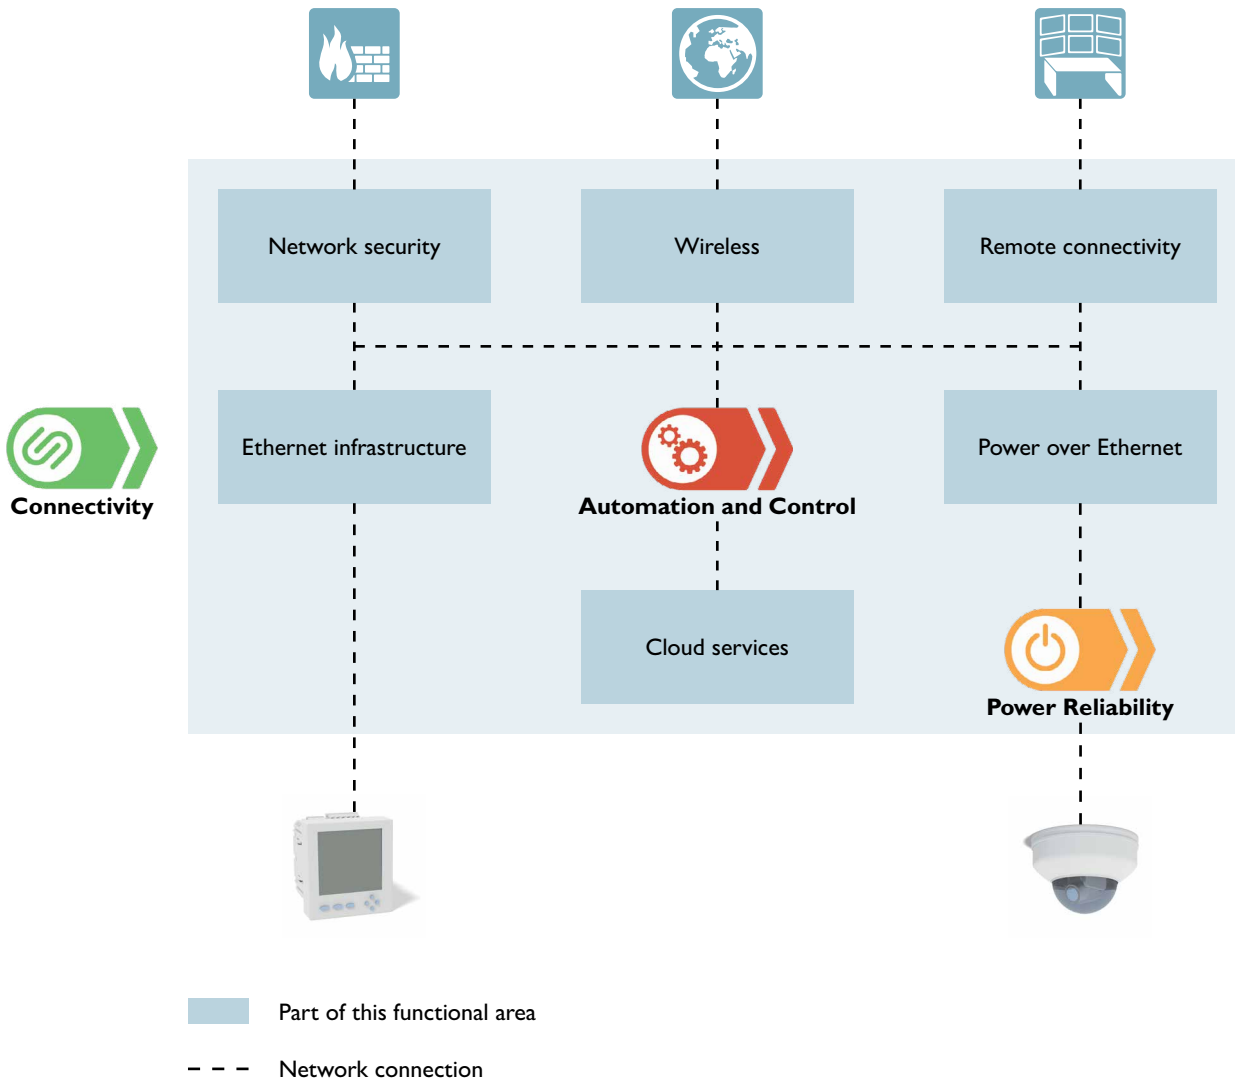 Network security
Wireless
Remote connectivity
Connectivity
Ethernet infrastructure
Automation and Control
Power over Ethernet
Cloud services
Power Reliability
Part of this functional area
Network connection